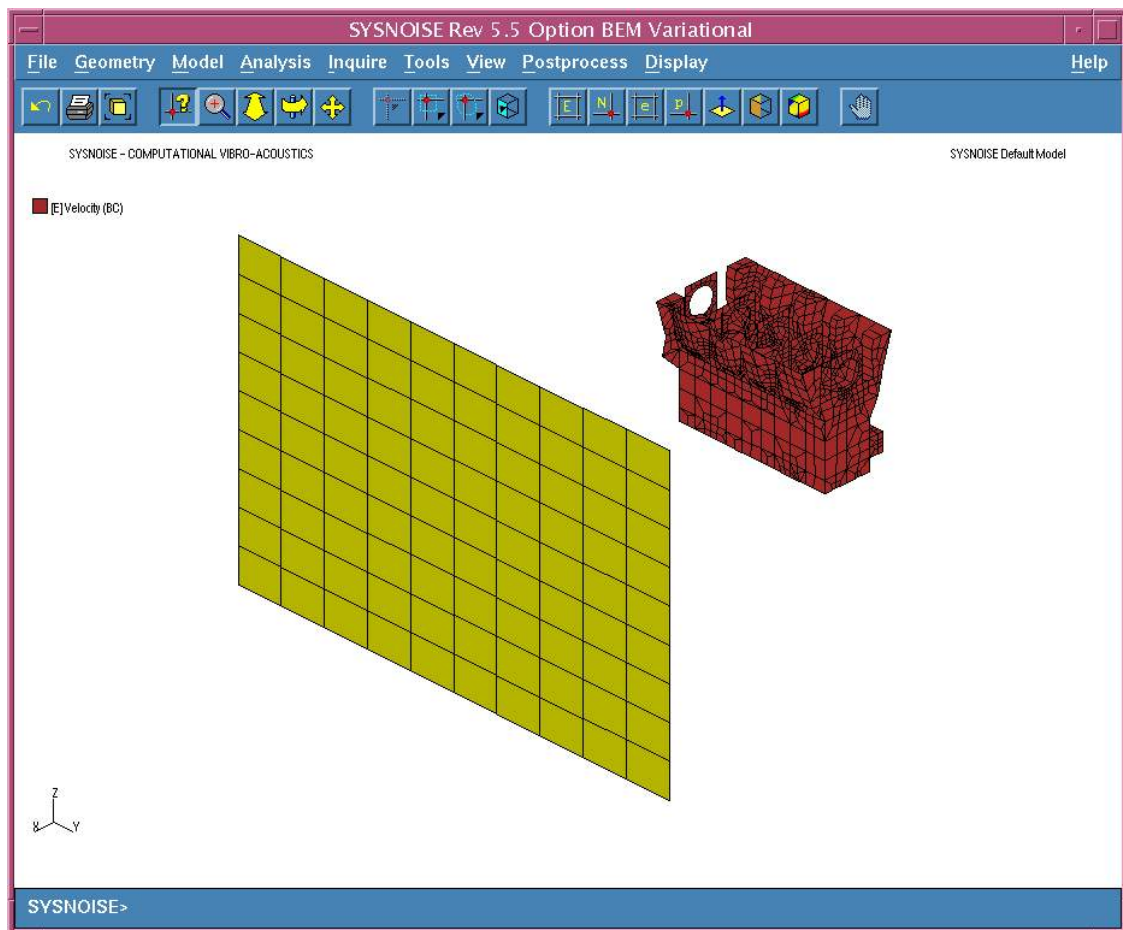 SYSNOISE Rev 5.5 Option BEM Variational
File Geometry Model Analysis Inquire Tools View Postprocess Display Help
E N e p
SYSNOISE - COMPUTATIONAL VIBRO-ACOUSTICS SYSNOISE Default Model
[E] Velocity (BC)
Z
X Y
SYSNOISE>